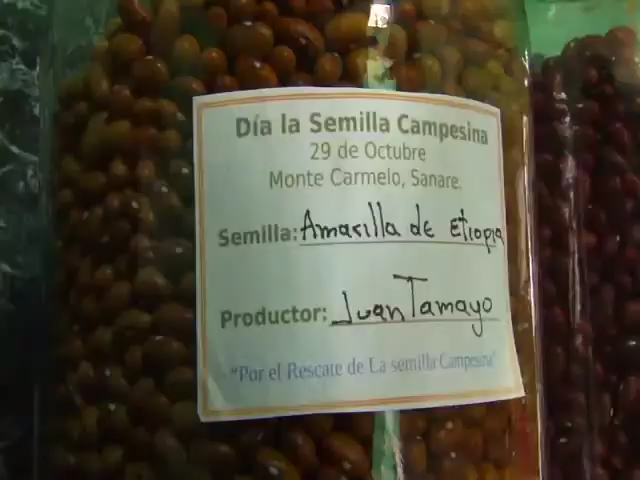 Día la Semilla Campesina
29 de Octubre
Monte Carmelo, Sanare.
Semilla: Amarilla de Etiopia
Productor: Juan Tamayo
"Por el Rescate de La semilla Campesina"